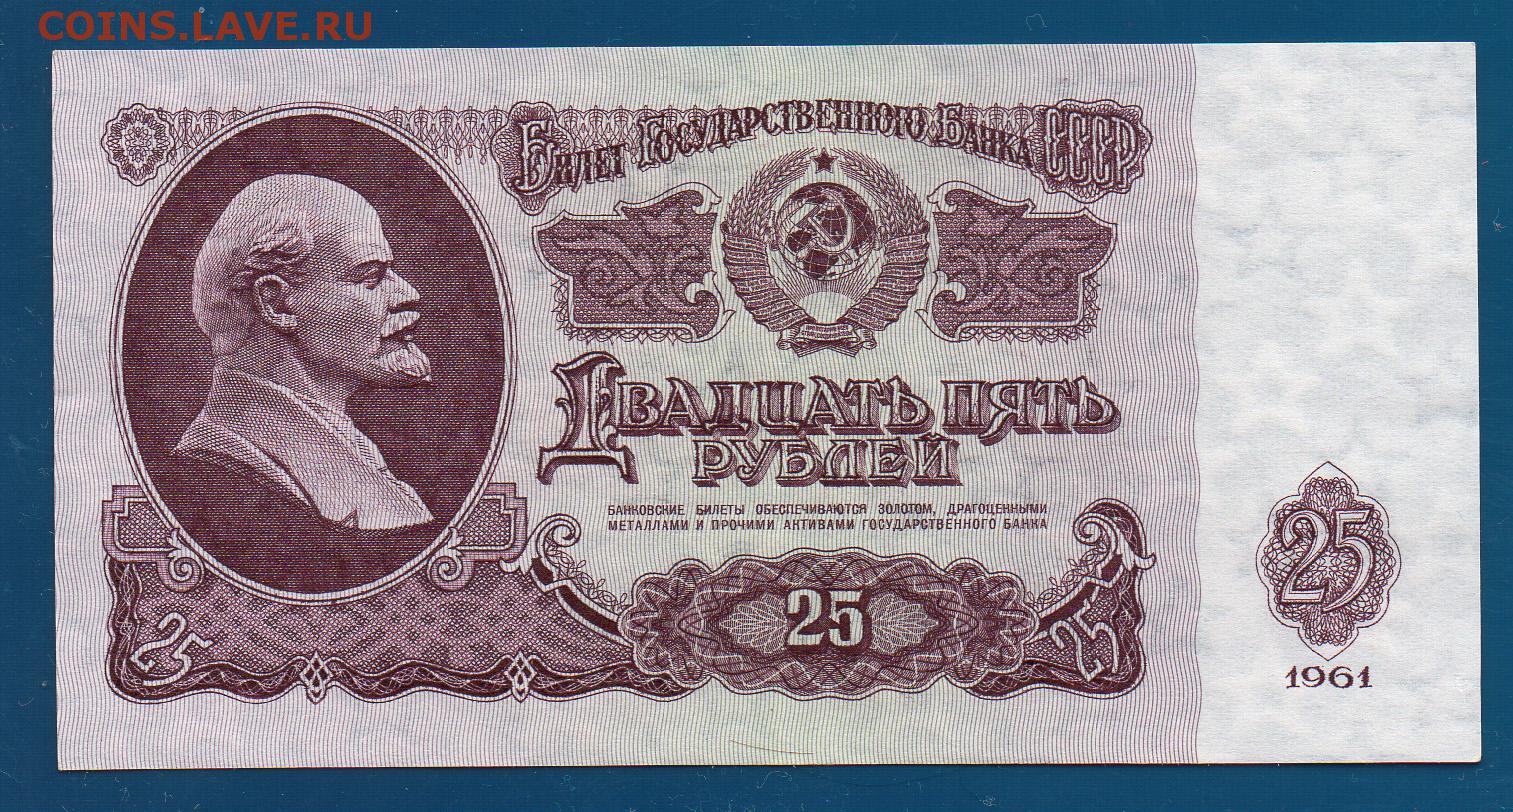 COINS.LAVE.RU
БИЛЕТ ГОСУДАРСТВЕННОГО БАНКА СССР
ДВАДЦАТЬ ПЯТЬ
РУБЛЕЙ
БАНКОВСКИЕ БИЛЕТЫ ОБЕСПЕЧИВАЮТСЯ ЗОЛОТОМ, ДРАГОЦЕННЫМИ
МЕТАЛЛАМИ И ПРОЧИМИ АКТИВАМИ ГОСУДАРСТВЕННОГО БАНКА
25
25
25
25
1961